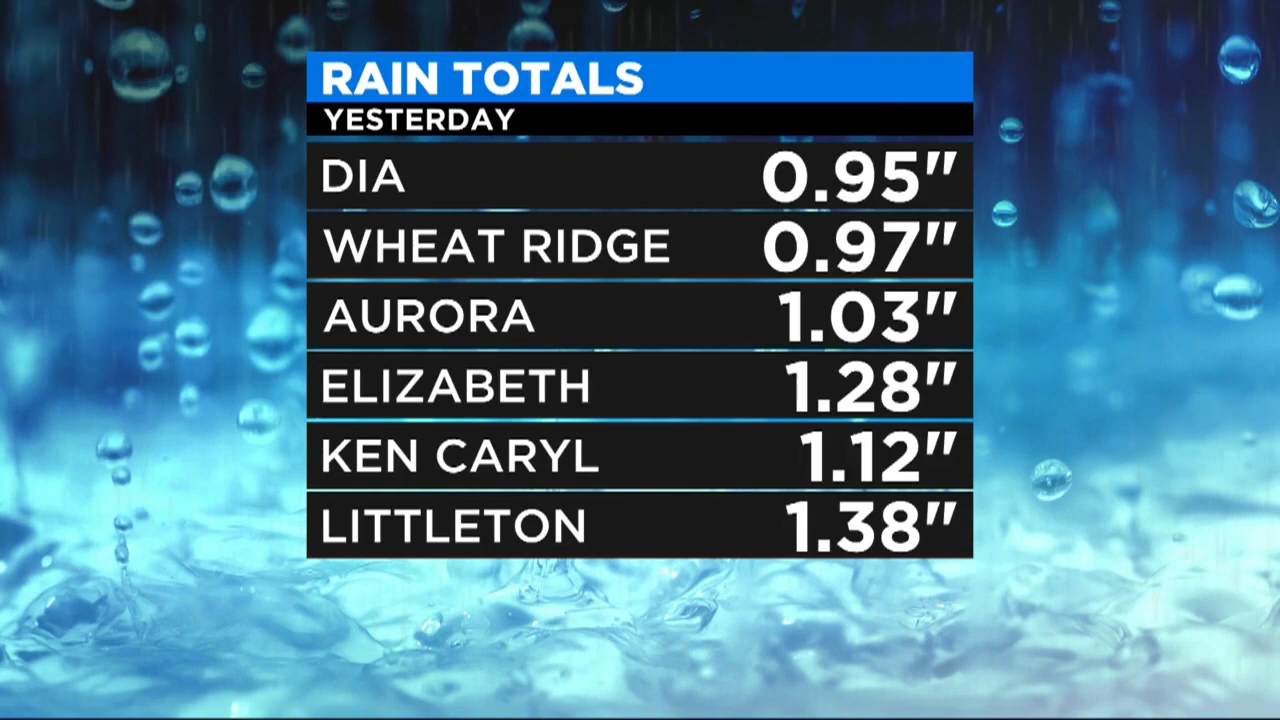 RAIN TOTALS
YESTERDAY
DIA 0.95"
WHEAT RIDGE 0.97"
AURORA 1.03"
ELIZABETH 1.28"
KEN CARYL 1.12"
LITTLETON 1.38"